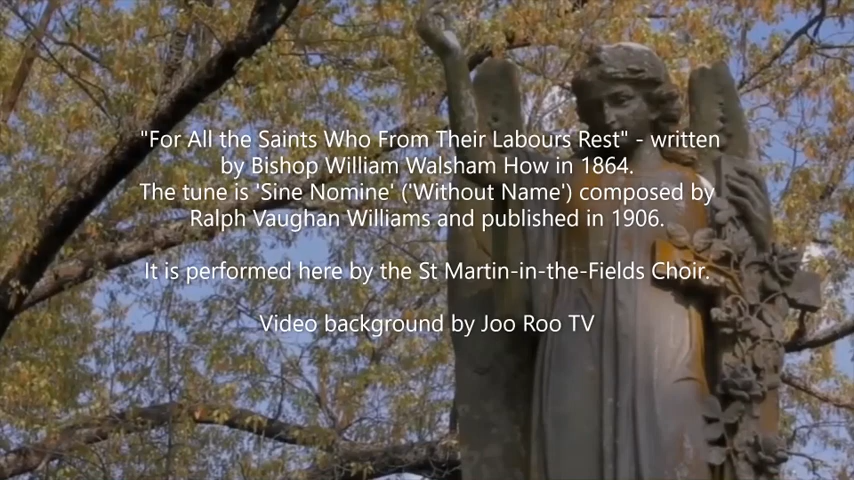 "For All the Saints Who From Their Labours Rest" - written
by Bishop William Walsham How in 1864.
The tune is 'Sine Nomine' ('Without Name') composed by
Ralph Vaughan Williams and published in 1906.
It is performed here by the St Martin-in-the-Fields Choir.
Video background by Joo Roo TV